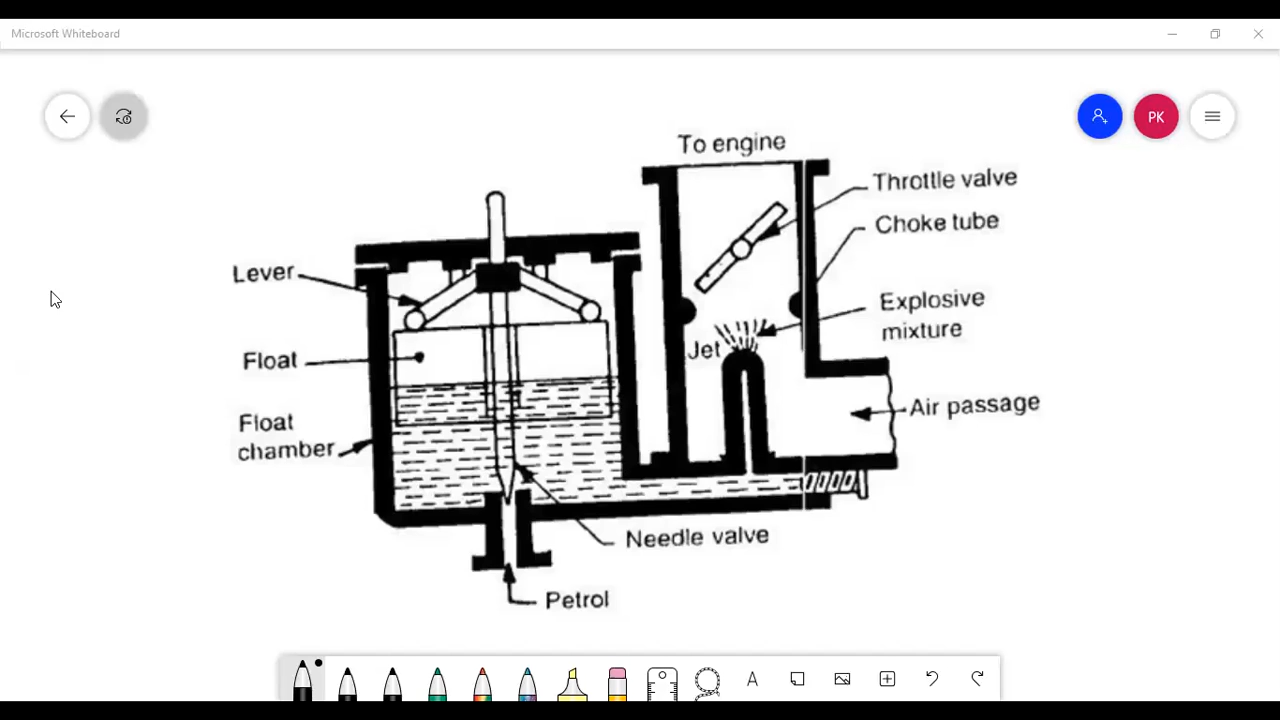 Microsoft Whiteboard
PK
To engine
Throttle valve
Choke tube
Lever
Explosive
mixture
Jet
Float
Air passage
Float
chamber
Needle valve
Petrol
A